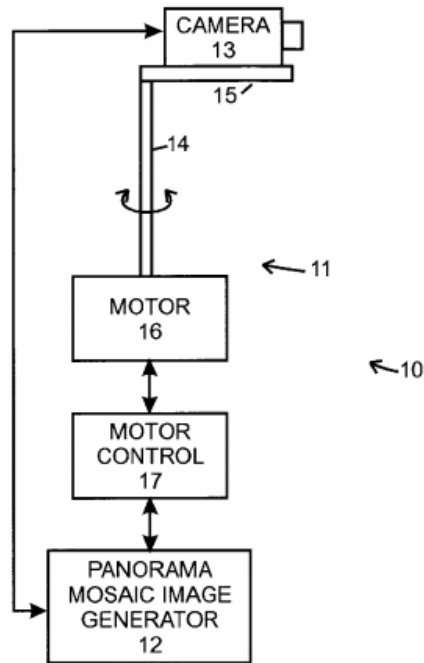 CAMERA
13
15
14
11
MOTOR
16
10
MOTOR
CONTROL
17
PANORAMA
MOSAIC IMAGE
GENERATOR
12